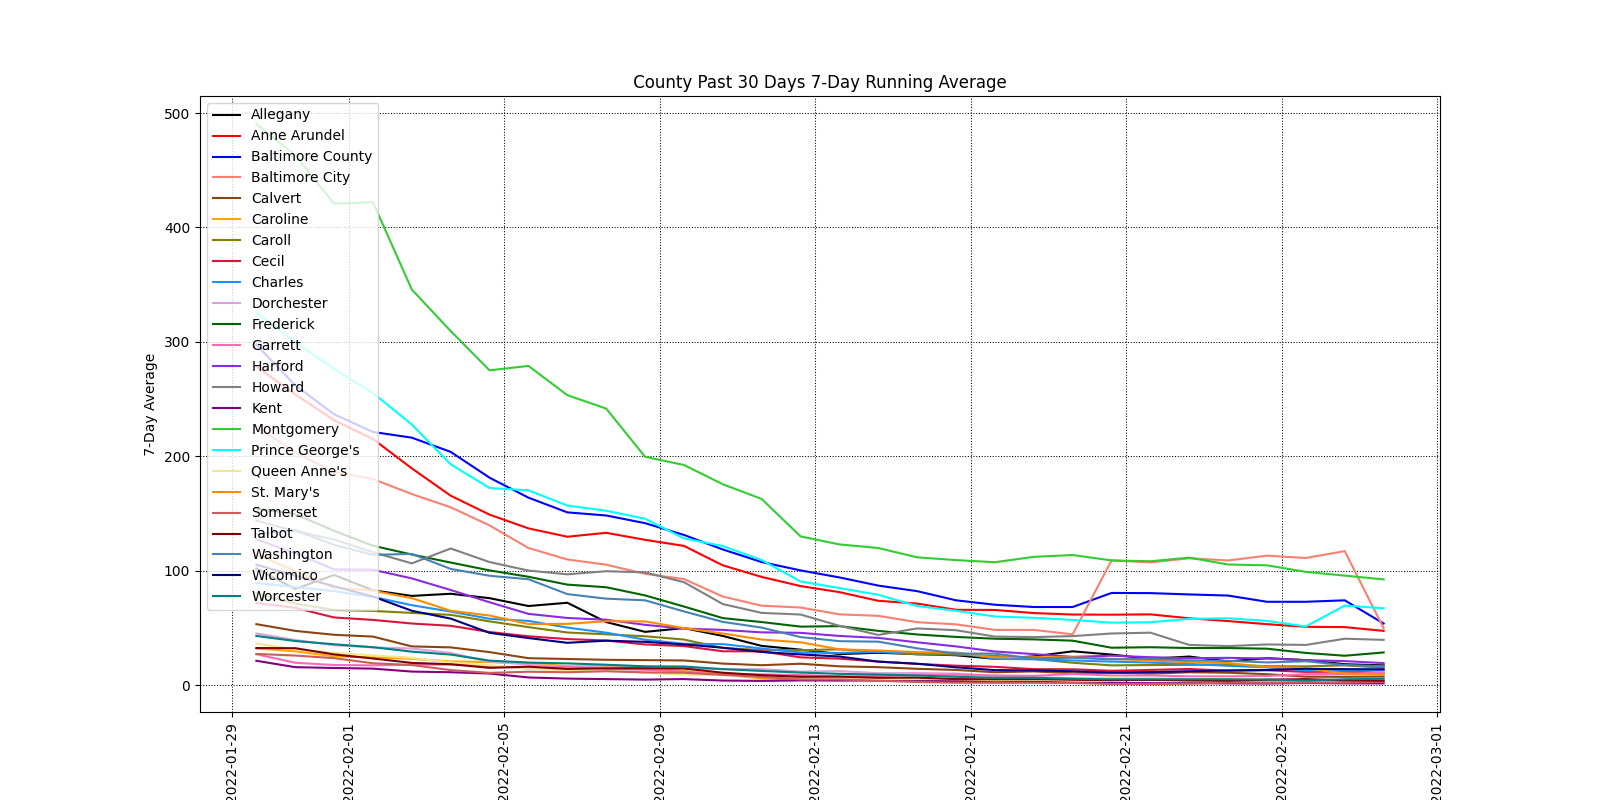 County Past 30 Days 7-Day Running Average
7-Day Average
500
400
300
200
100
0
Allegany
Anne Arundel
Baltimore County
Baltimore City
Calvert
Caroline
Caroll
Cecil
Charles
Dorchester
Frederick
Garrett
Harford
Howard
Kent
Montgomery
Prince George's
Queen Anne's
St. Mary's
Somerset
Talbot
Washington
Wicomico
Worcester
2022-01-29
2022-02-01
2022-02-05
2022-02-09
2022-02-13
2022-02-17
2022-02-21
2022-02-25
2022-03-01